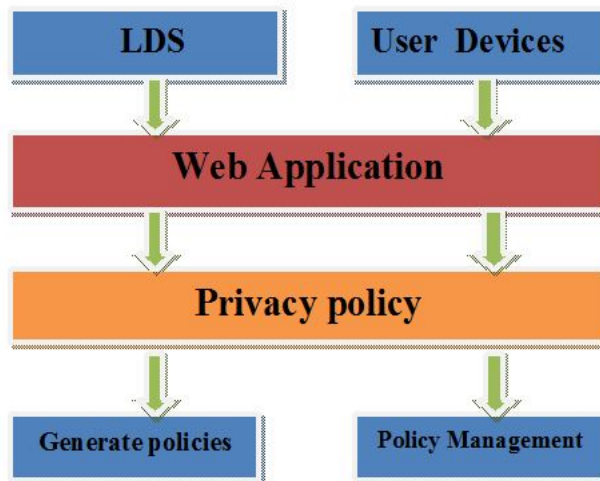 LDS
User Devices
Web Application
Privacy policy
Generate policies
Policy Management